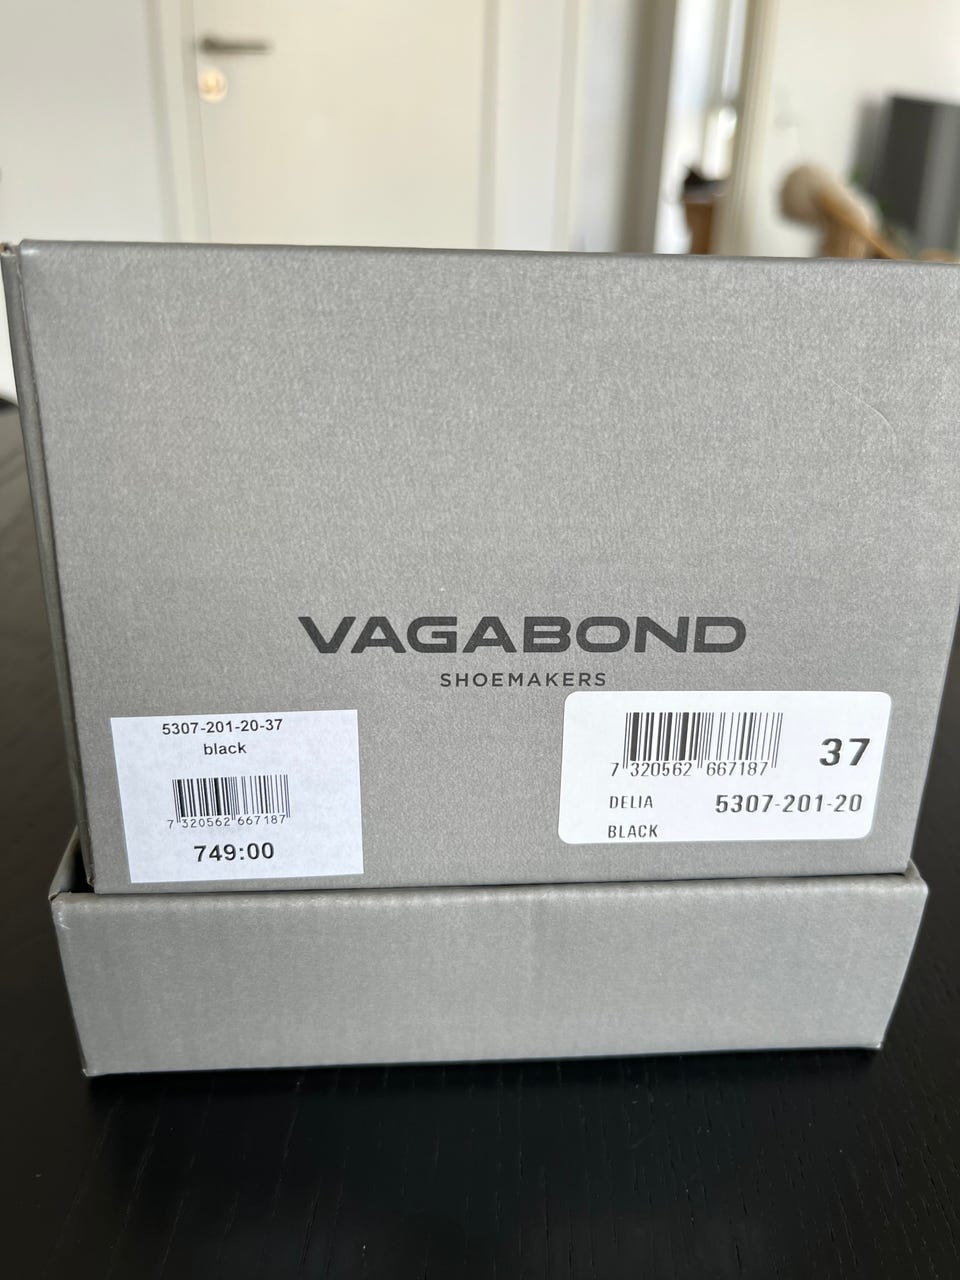 VAGABOND
SHOEMAKERS
5307-201-20-37
black
7 320562 667187
749:00
7 320562 667187
37
DELIA 5307-201-20
BLACK